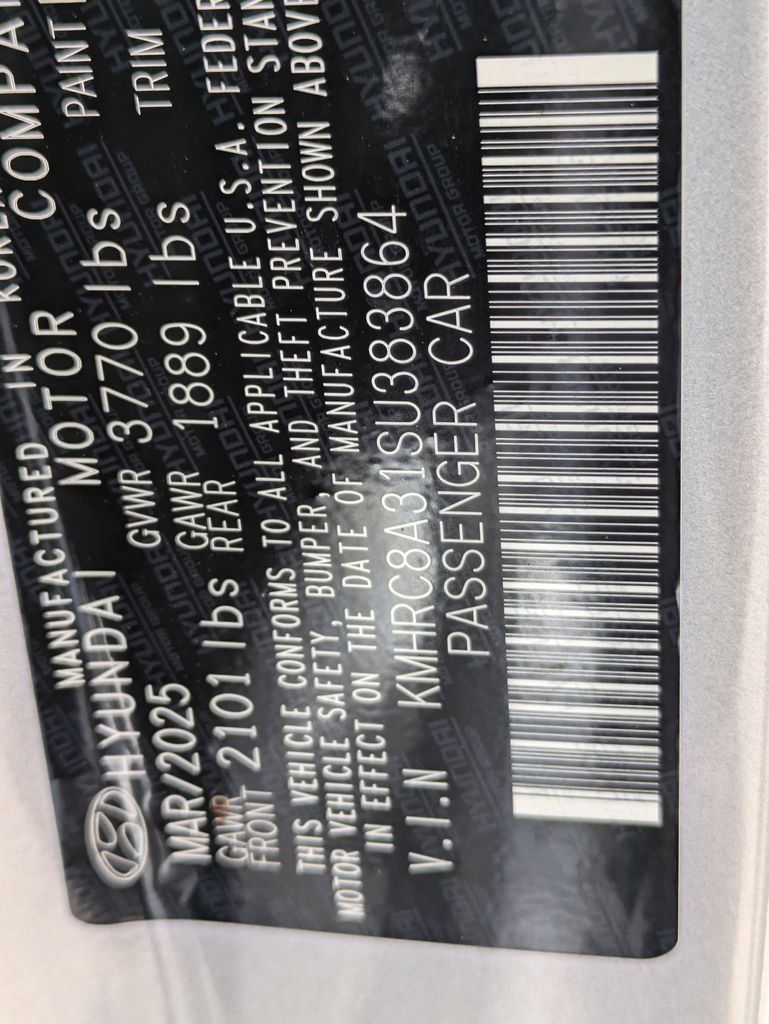 MANUFACTURED IN KOREA
HYUNDAI MOTOR COMPA
MAR/2025 GVWR 3770 lbs PAINT
GAWR FRONT 2101 lbs GAWR REAR 1889 lbs TRIM
THIS VEHICLE CONFORMS TO ALL APPLICABLE U.S.A. FEDER
MOTOR VEHICLE SAFETY, BUMPER, AND THEFT PREVENTION STAN
IN EFFECT ON THE DATE OF MANUFACTURE SHOWN ABOVE
V.I.N KMHRC8A31SU383864
PASSENGER CAR